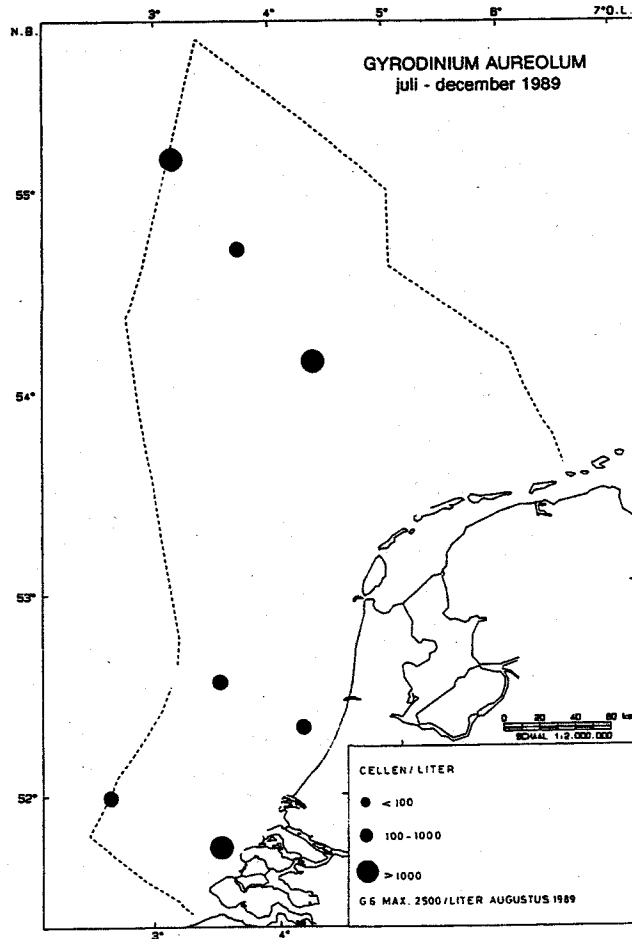 N.B.
3°
4°
5°
6°
7° O.L.
GYRODINIUM AUREOLUM
juli - december 1989
55°
54°
53°
52°
0 20 40 60 80 km
SCHAAL 1:2.000.000
CELLEN/LITER
< 100
100-1000
>1000
G6 MAX. 2500/LITER AUGUSTUS 1989
3°
4°